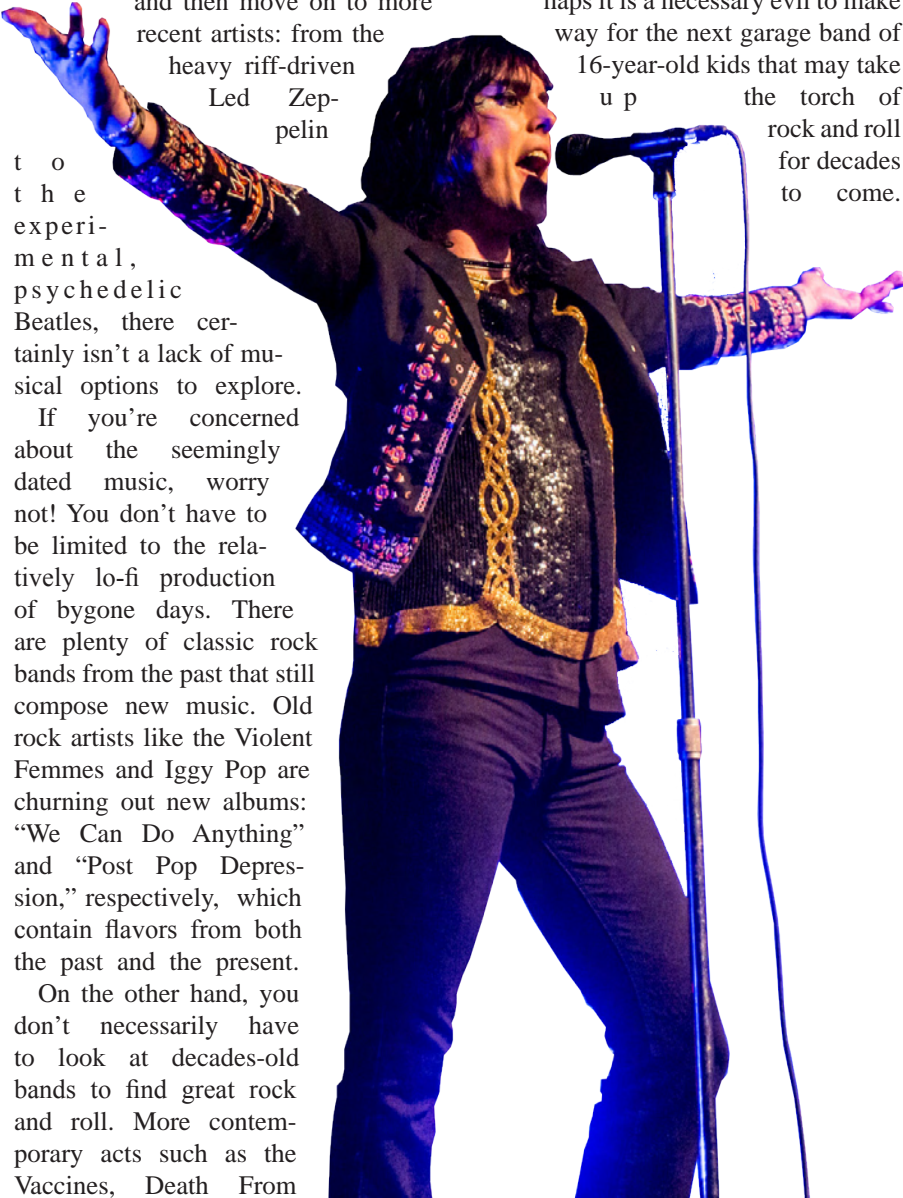 and then move on to more
recent artists: from the
heavy riff-driven
Led Zep-
pelin
to
the
experi-
mental,
psychedelic
Beatles, there cer-
tainly isn't a lack of mu-
sical options to explore.
If you're concerned
about the seemingly
dated music, worry
not! You don't have to
be limited to the rela-
tively lo-fi production
of bygone days. There
are plenty of classic rock
bands from the past that still
compose new music. Old
rock artists like the Violent
Femmes and Iggy Pop are
churning out new albums:
“We Can Do Anything”
and “Post Pop Depres-
sion,” respectively, which
contain flavors from both
the past and the present.
On the other hand, you
don't necessarily have
to look at decades-old
bands to find great rock
and roll. More contem-
porary acts such as the
Vaccines, Death From
haps it is a necessary evil to make
way for the next garage band of
16-year-old kids that may take
up the torch of
rock and roll
for decades
to come.